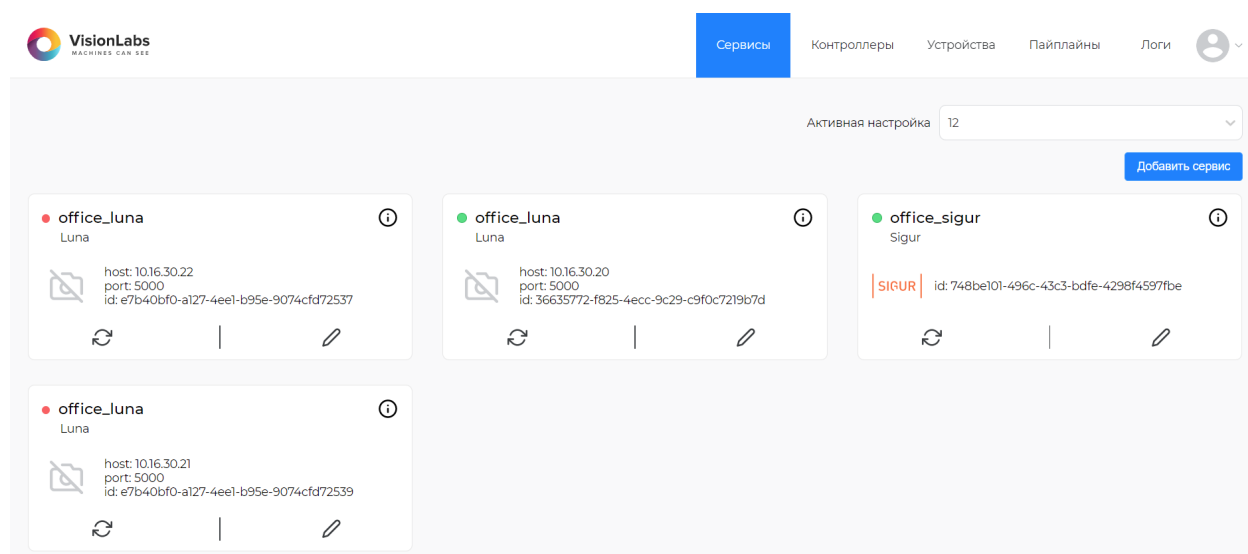 VisionLabs
MACHINES CAN SEE
Сервисы Контроллеры Устройства Пайплайны Логи
Активная настройка 12
Добавить сервис
office_luna
Luna
host: 10.16.30.22
port: 5000
id: e7b40bf0-a127-4ee1-b95e-9074cfd72537
office_luna
Luna
host: 10.16.30.20
port: 5000
id: 36635772-f825-4ecc-9c29-c9f0c7219b7d
office_sigur
Sigur
SIGUR id: 748be101-496c-43c3-bdfe-4298f4597fbe
office_luna
Luna
host: 10.16.30.21
port: 5000
id: e7b40bf0-a127-4ee1-b95e-9074cfd72539